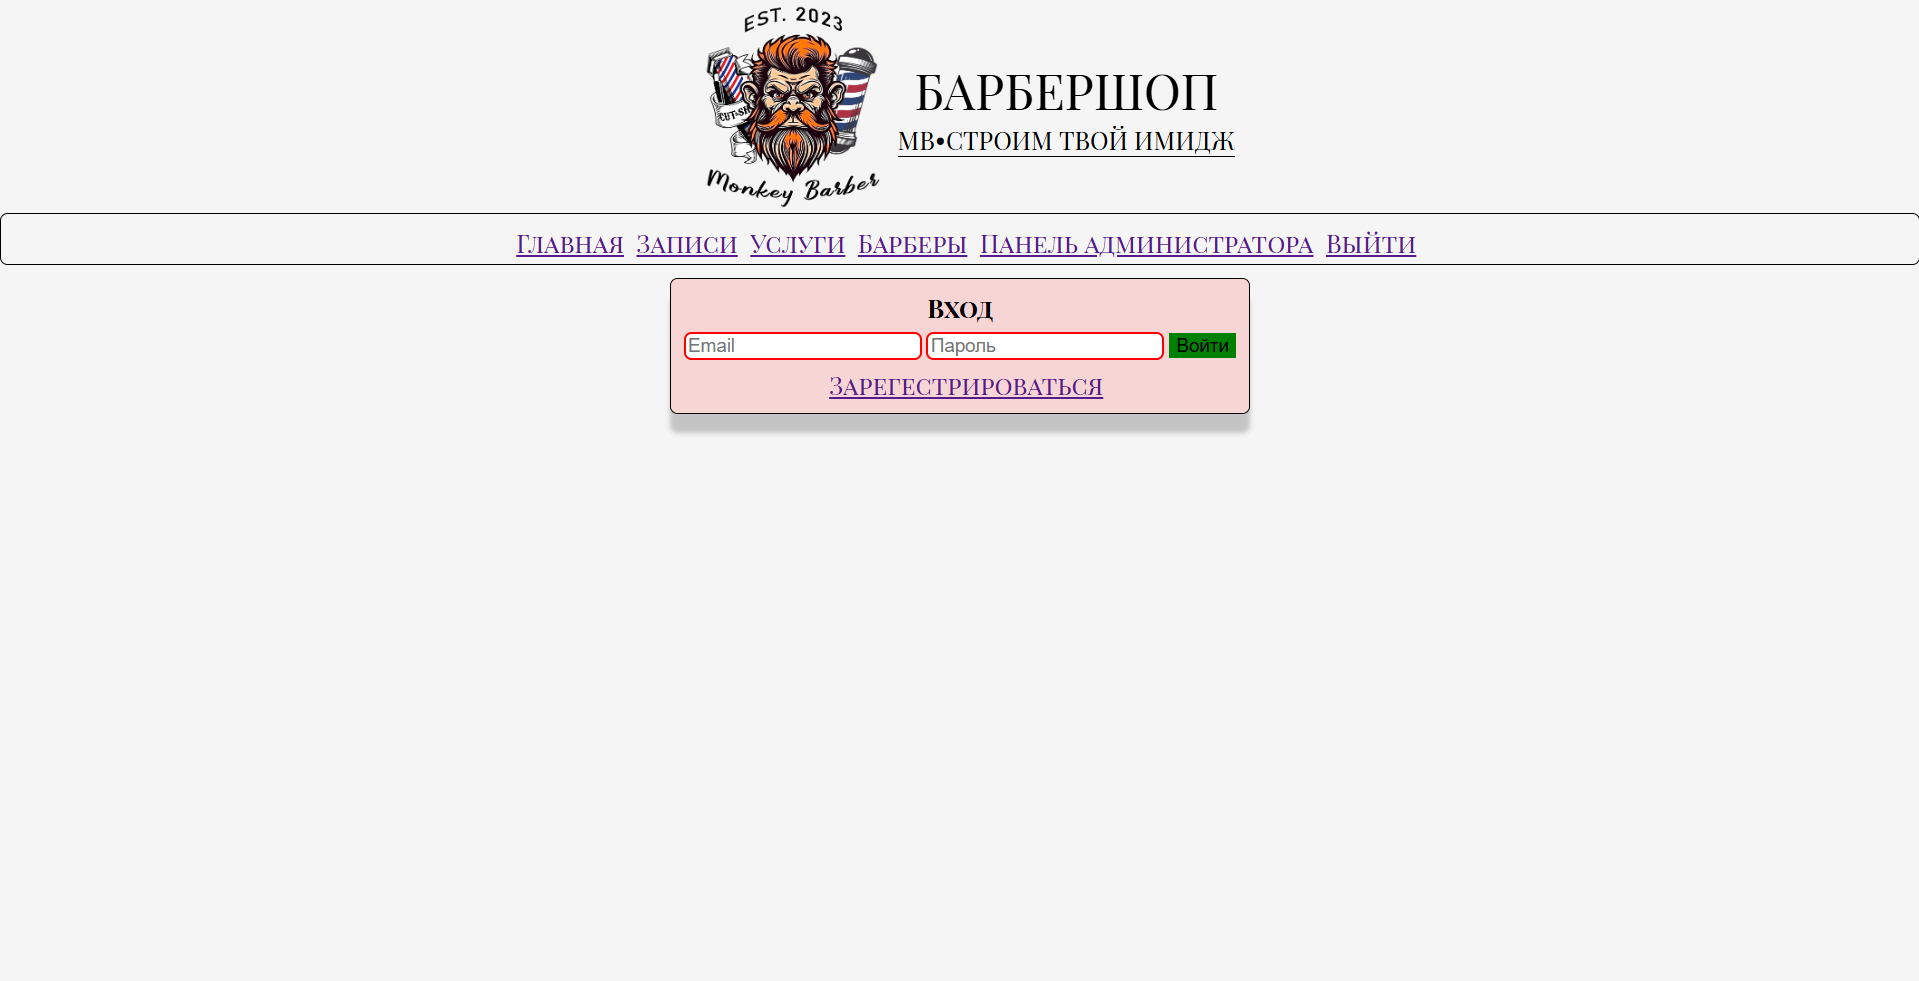 EST. 2023
CUT&SH
Monkey Barber
БАРБЕРШОП
МВ•СТРОИМ ТВОЙ ИМИДЖ
Главная Записи Услуги Барберы Панель администратора Выйти
Вход
Email Пароль Войти
Зарегестрироваться